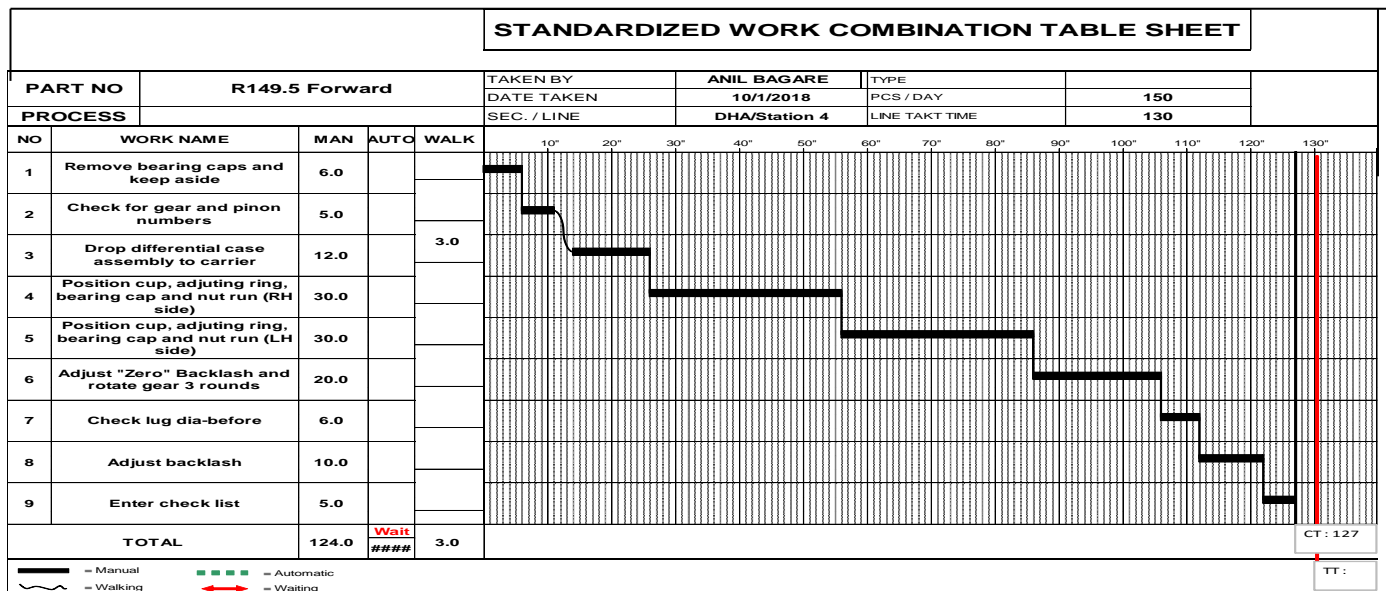 STANDARDIZED WORK COMBINATION TABLE SHEET
PART NO R149.5 Forward TAKEN BY ANIL BAGARE TYPE
DATE TAKEN 10/1/2018 PCS / DAY 150
PROCESS SEC. / LINE DHA/Station 4 LINE TAKT TIME 130
NO WORK NAME MAN AUTO WALK 10" 20" 30" 40" 50" 60" 70" 80" 90" 100" 110" 120" 130"
1 Remove bearing caps and
keep aside 6.0
2 Check for gear and pinon
numbers 5.0
3.0
3 Drop differential case
assembly to carrier 12.0
4 Position cup, adjuting ring,
bearing cap and nut run (RH
side) 30.0
5 Position cup, adjuting ring,
bearing cap and nut run (LH
side) 30.0
6 Adjust "Zero" Backlash and
rotate gear 3 rounds 20.0
7 Check lug dia-before 6.0
8 Adjust backlash 10.0
9 Enter check list 5.0
TOTAL 124.0 Wait
#### 3.0
CT : 127
TT :
= Manual = Automatic
= Walking = Waiting